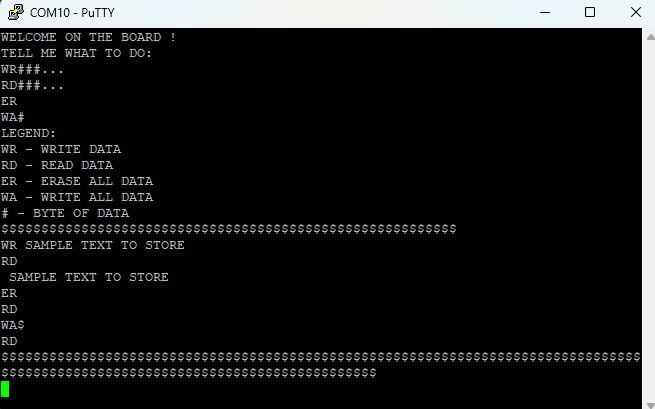 COM10 - PuTTY
WELCOME ON THE BOARD !
TELL ME WHAT TO DO:
WR###...
RD###...
ER
WA#
LEGEND:
WR - WRITE DATA
RD - READ DATA
ER - ERASE ALL DATA
WA - WRITE ALL DATA
# - BYTE OF DATA
$$$$$$$$$$$$$$$$$$$$$$$$$$$$$$$$$$$$$$$$$$$$$$$$$$$$$$$$$
WR SAMPLE TEXT TO STORE
RD
 SAMPLE TEXT TO STORE
ER
RD
WA$
RD
$$$$$$$$$$$$$$$$$$$$$$$$$$$$$$$$$$$$$$$$$$$$$$$$$$$$$$$$$$$$$$$$$$$$$$$$$$$$$$$$
$$$$$$$$$$$$$$$$$$$$$$$$$$$$$$$$$$$$$$$$$$$$$$$